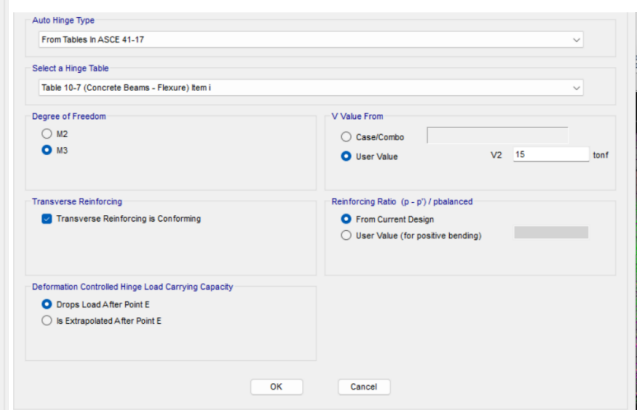 Auto Hinge Type
From Tables In ASCE 41-17
Select a Hinge Table
Table 10-7 (Concrete Beams - Flexure) Item i
Degree of Freedom
M2
M3
V Value From
Case/Combo
User Value V2 15 tonf
Transverse Reinforcing
Transverse Reinforcing is Conforming
Reinforcing Ratio (p - p') / pbalanced
From Current Design
User Value (for positive bending)
Deformation Controlled Hinge Load Carrying Capacity
Drops Load After Point E
Is Extrapolated After Point E
OK Cancel